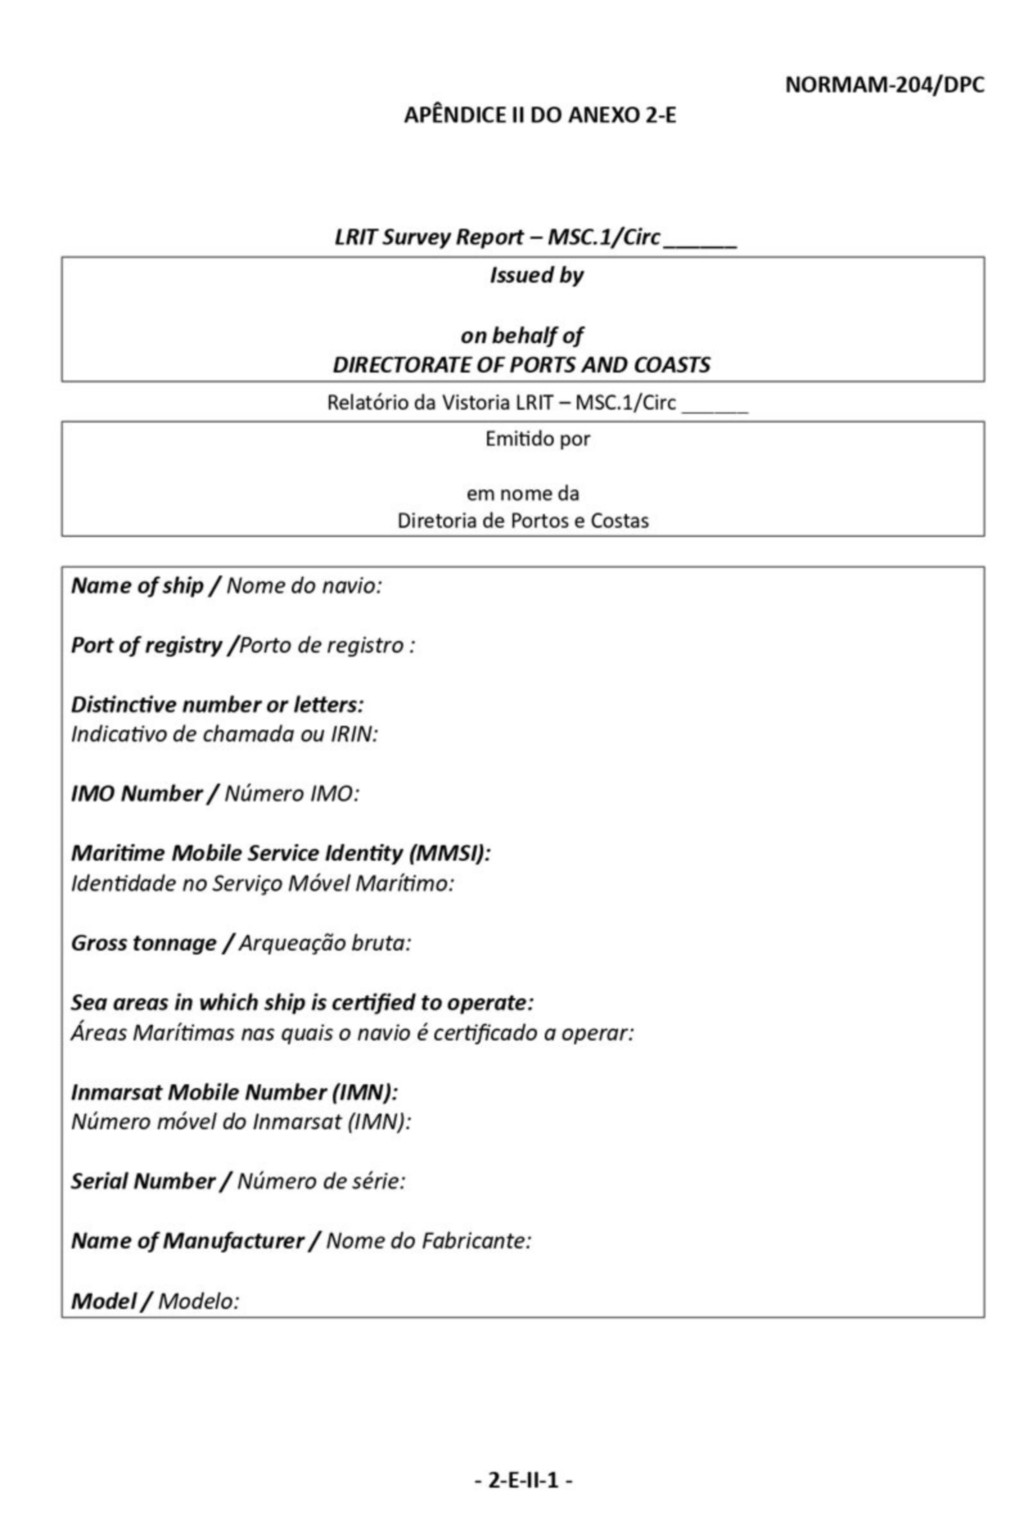 NORMAM-204/DPC
APÊNDICE II DO ANEXO 2-E
LRIT Survey Report – MSC.1/Circ______
Issued by
on behalf of
DIRECTORATE OF PORTS AND COASTS
Relatório da Vistoria LRIT – MSC.1/Circ ______
Emitido por
em nome da
Diretoria de Portos e Costas
Name of ship / Nome do navio:
Port of registry /Porto de registro :
Distinctive number or letters:
Indicativo de chamada ou IRIN:
IMO Number / Número IMO:
Maritime Mobile Service Identity (MMSI):
Identidade no Serviço Móvel Marítimo:
Gross tonnage / Arqueação bruta:
Sea areas in which ship is certified to operate:
Áreas Marítimas nas quais o navio é certificado a operar:
Inmarsat Mobile Number (IMN):
Número móvel do Inmarsat (IMN):
Serial Number / Número de série:
Name of Manufacturer / Nome do Fabricante:
Model / Modelo:
- 2-E-II-1 -